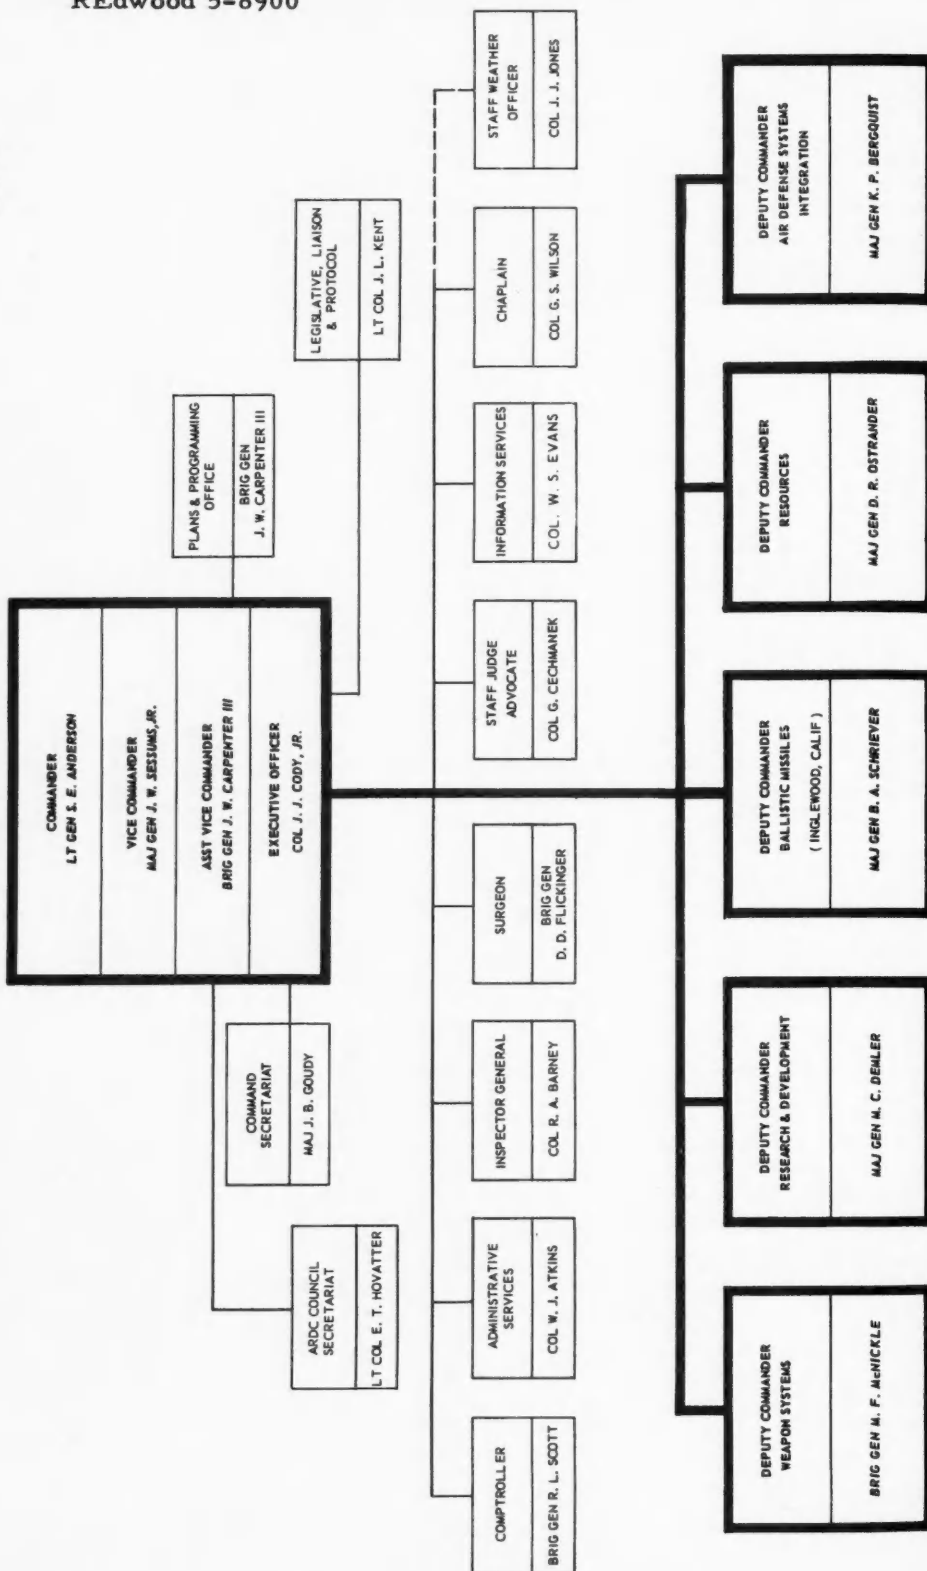 REdwood 5-8900
COMMANDER
LT GEN S. E. ANDERSON
VICE COMMANDER
MAJ GEN J. W. SESSUMS, JR.
ASST VICE COMMANDER
BRIG GEN J. W. CARPENTER III
EXECUTIVE OFFICER
COL J. J. CODY, JR.
PLANS & PROGRAMMING
OFFICE
BRIG GEN
J. W. CARPENTER III
LEGISLATIVE, LIAISON
& PROTOCOL
LT COL J. L. KENT
COMMAND
SECRETARIAT
MAJ J. B. GOUDY
ARDC COUNCIL
SECRETARIAT
LT COL E. T. HOVATTER
COMPTROLLER
BRIG GEN R. L. SCOTT
ADMINISTRATIVE
SERVICES
COL W. J. ATKINS
INSPECTOR GENERAL
COL R. A. BARNEY
SURGEON
BRIG GEN
D. D. FLICKINGER
STAFF JUDGE
ADVOCATE
COL G. CECHMANEK
INFORMATION SERVICES
COL. W. S. EVANS
CHAPLAIN
COL G. S. WILSON
STAFF WEATHER
OFFICER
COL J. J. JONES
DEPUTY COMMANDER
WEAPON SYSTEMS
BRIG GEN M. F. McNICKLE
DEPUTY COMMANDER
RESEARCH & DEVELOPMENT
MAJ GEN M. C. DEMLER
DEPUTY COMMANDER
BALLISTIC MISSILES
( INGLEWOOD, CALIF )
MAJ GEN B. A. SCHRIEVER
DEPUTY COMMANDER
RESOURCES
MAJ GEN D. R. OSTRANDER
DEPUTY COMMANDER
AIR DEFENSE SYSTEMS
INTEGRATION
MAJ GEN K. P. BERGQUIST